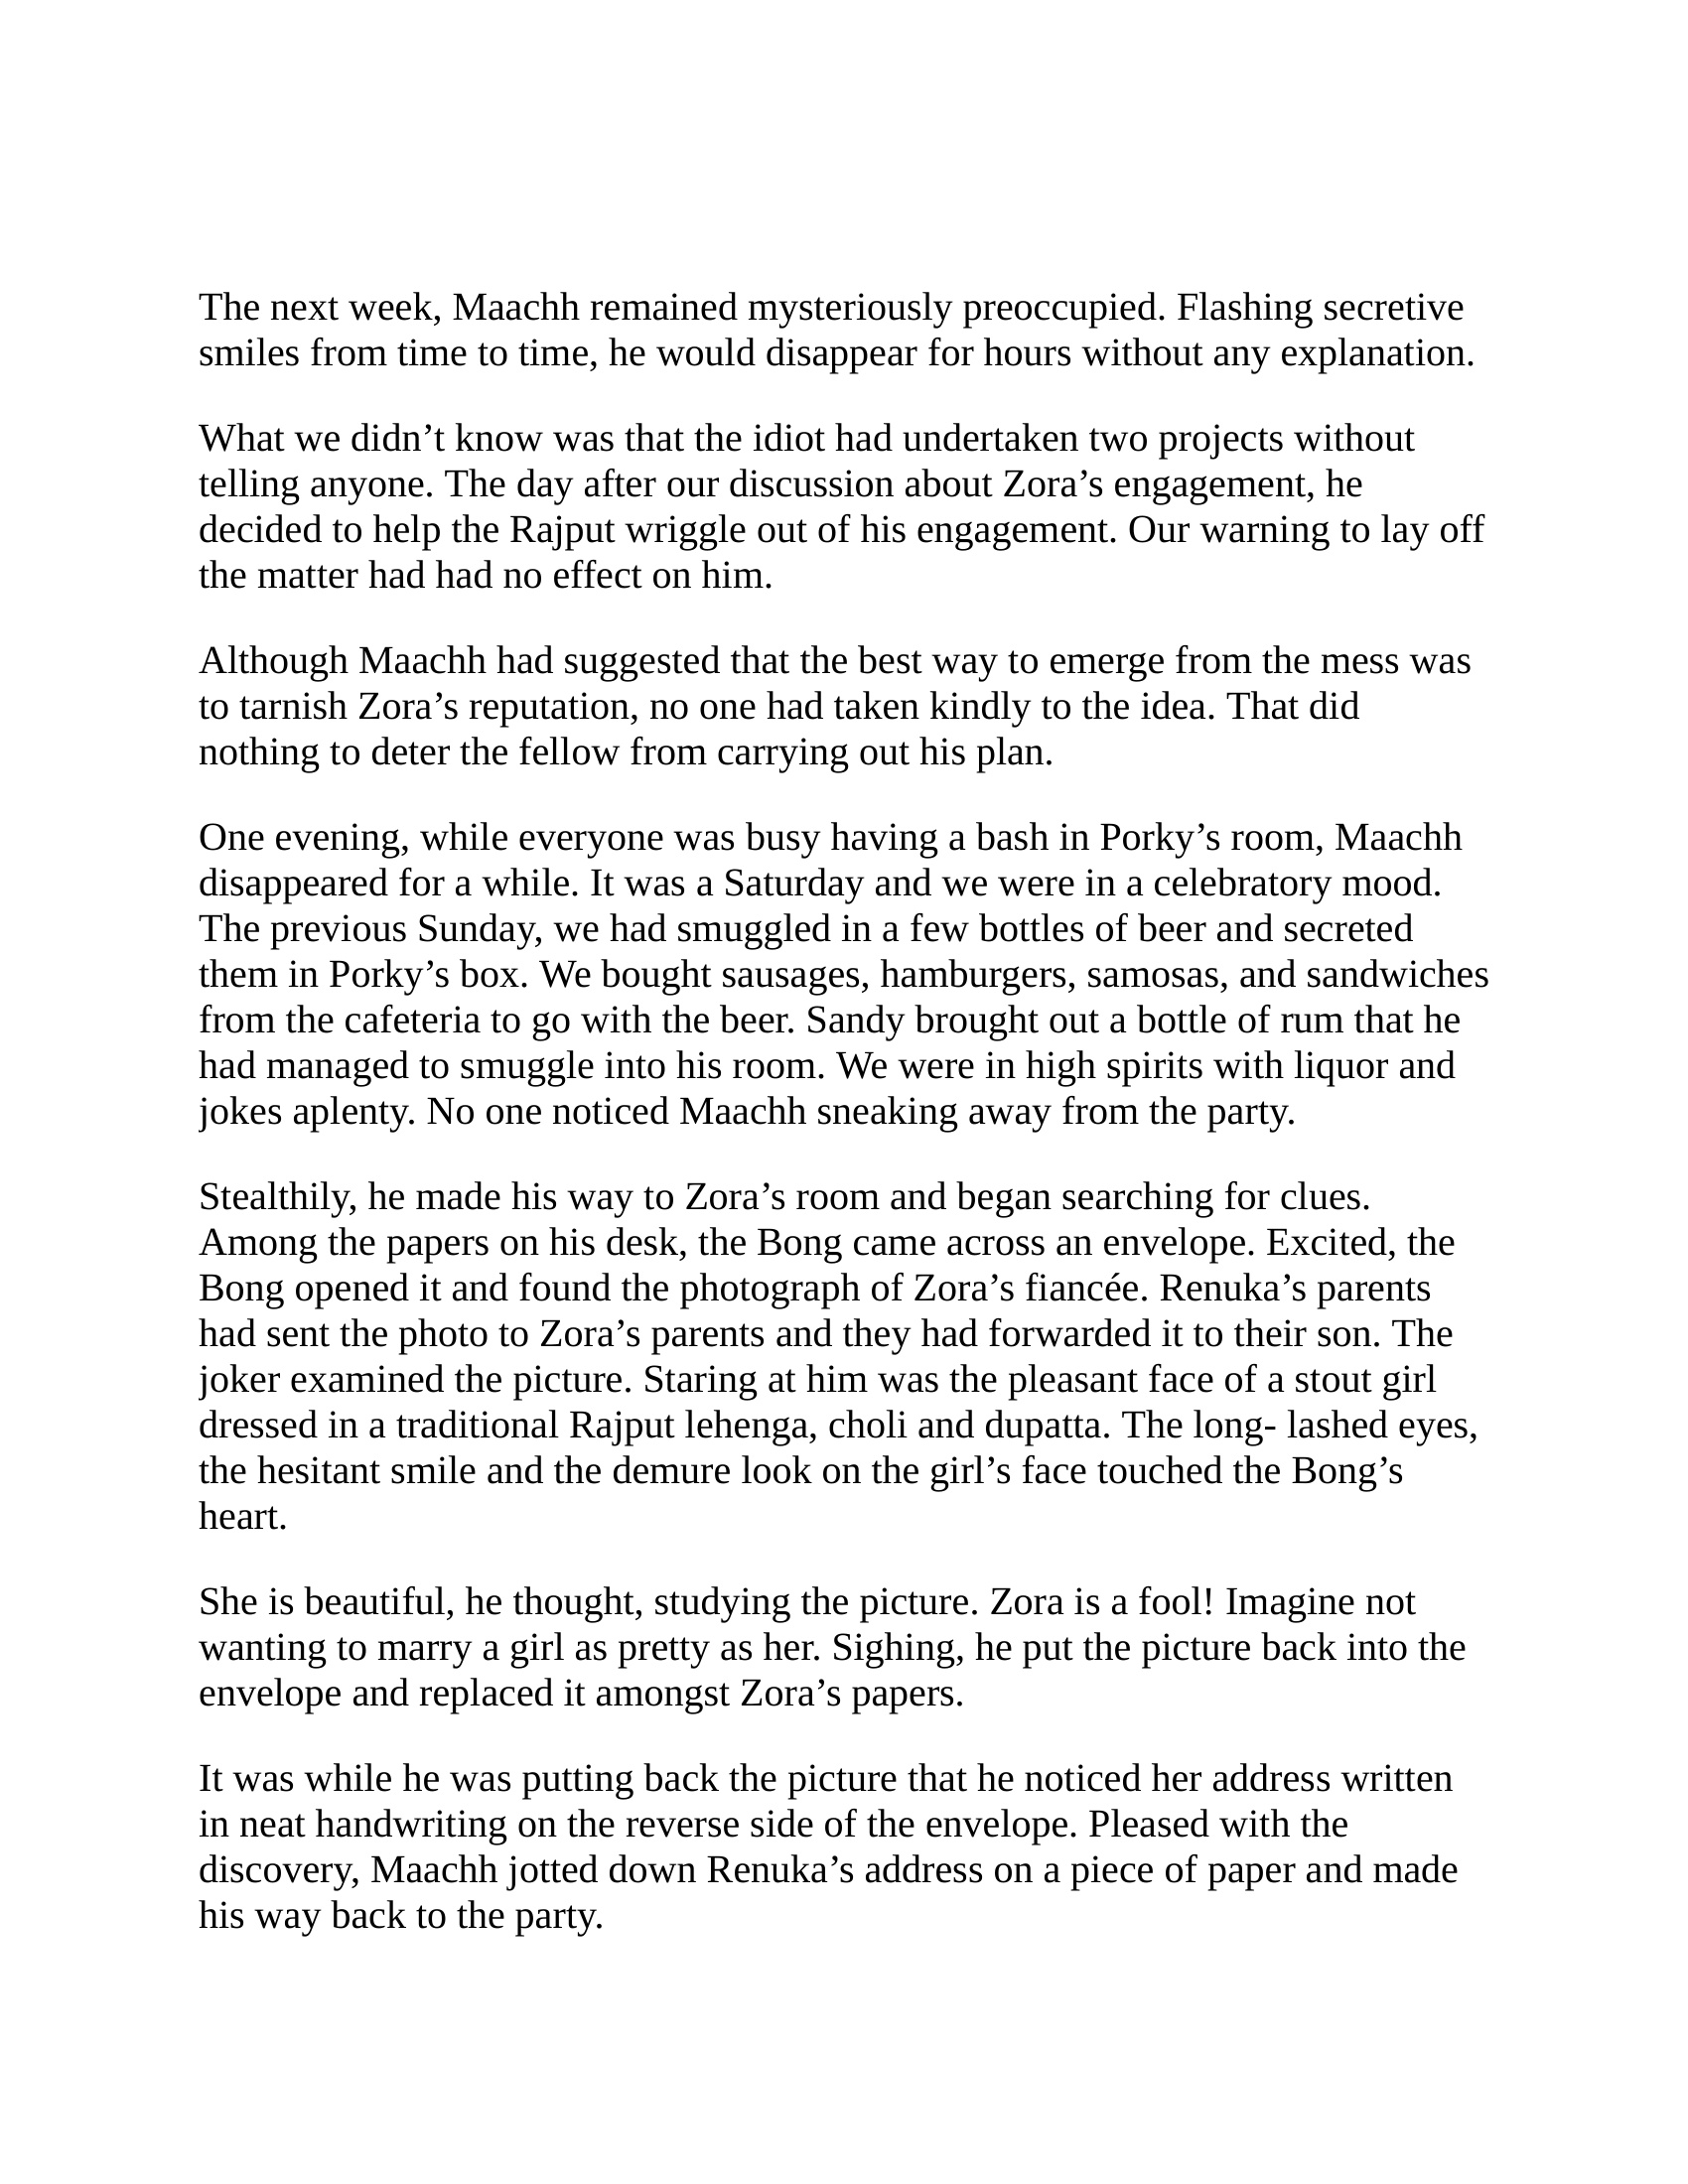 The next week, Maachh remained mysteriously preoccupied. Flashing secretive
smiles from time to time, he would disappear for hours without any explanation.
What we didn’t know was that the idiot had undertaken two projects without
telling anyone. The day after our discussion about Zora’s engagement, he
decided to help the Rajput wriggle out of his engagement. Our warning to lay off
the matter had had no effect on him.
Although Maachh had suggested that the best way to emerge from the mess was
to tarnish Zora’s reputation, no one had taken kindly to the idea. That did
nothing to deter the fellow from carrying out his plan.
One evening, while everyone was busy having a bash in Porky’s room, Maachh
disappeared for a while. It was a Saturday and we were in a celebratory mood.
The previous Sunday, we had smuggled in a few bottles of beer and secreted
them in Porky’s box. We bought sausages, hamburgers, samosas, and sandwiches
from the cafeteria to go with the beer. Sandy brought out a bottle of rum that he
had managed to smuggle into his room. We were in high spirits with liquor and
jokes aplenty. No one noticed Maachh sneaking away from the party.
Stealthily, he made his way to Zora’s room and began searching for clues.
Among the papers on his desk, the Bong came across an envelope. Excited, the
Bong opened it and found the photograph of Zora’s fiancée. Renuka’s parents
had sent the photo to Zora’s parents and they had forwarded it to their son. The
joker examined the picture. Staring at him was the pleasant face of a stout girl
dressed in a traditional Rajput lehenga, choli and dupatta. The long- lashed eyes,
the hesitant smile and the demure look on the girl’s face touched the Bong’s
heart.
She is beautiful, he thought, studying the picture. Zora is a fool! Imagine not
wanting to marry a girl as pretty as her. Sighing, he put the picture back into the
envelope and replaced it amongst Zora’s papers.
It was while he was putting back the picture that he noticed her address written
in neat handwriting on the reverse side of the envelope. Pleased with the
discovery, Maachh jotted down Renuka’s address on a piece of paper and made
his way back to the party.